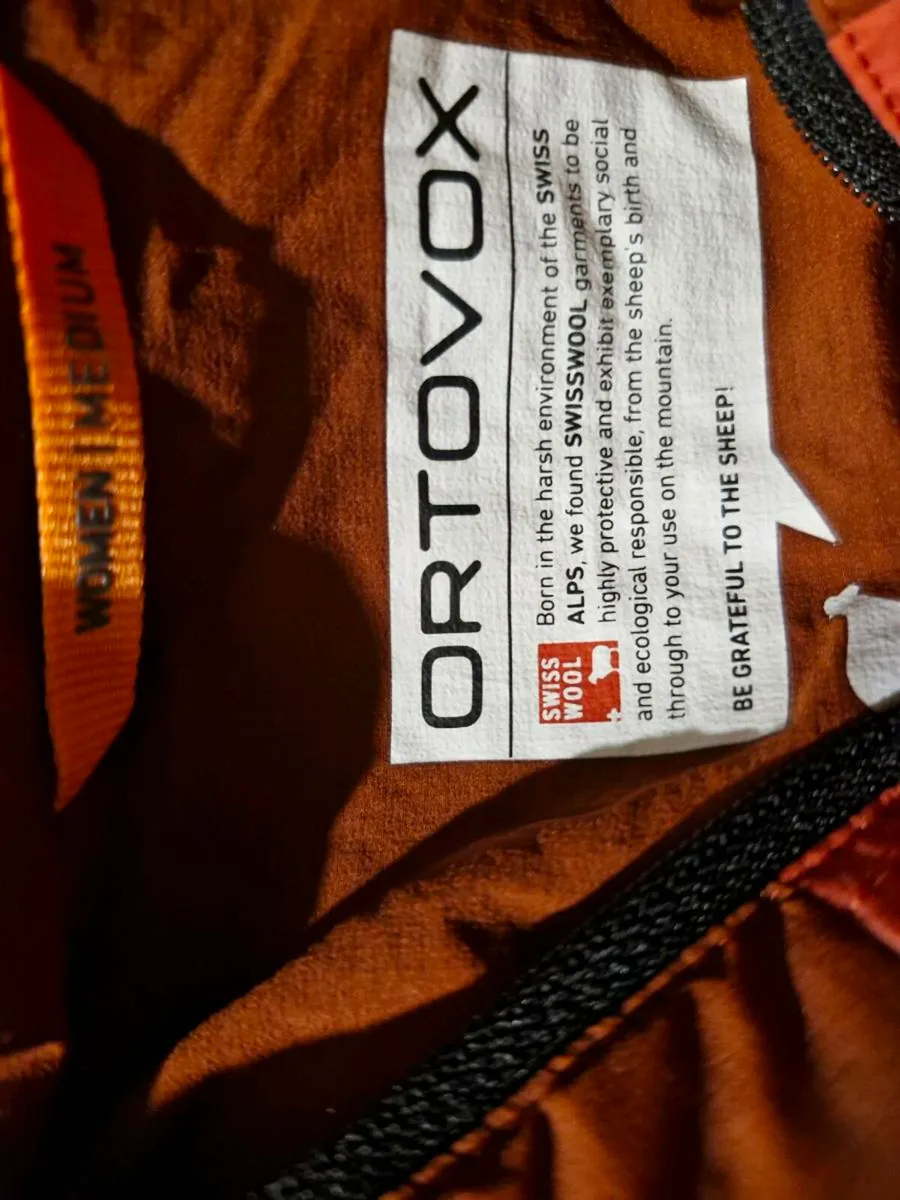 WOMEN | MEDIUM
ORTOVOX
SWISS
WOOL
Born in the harsh environment of the SWISS
ALPS, we found SWISSWOOL garments to be
highly protective and exhibit exemplary social
and ecological responsible, from the sheep's birth and
through to your use on the mountain.
BE GRATEFUL TO THE SHEEP!